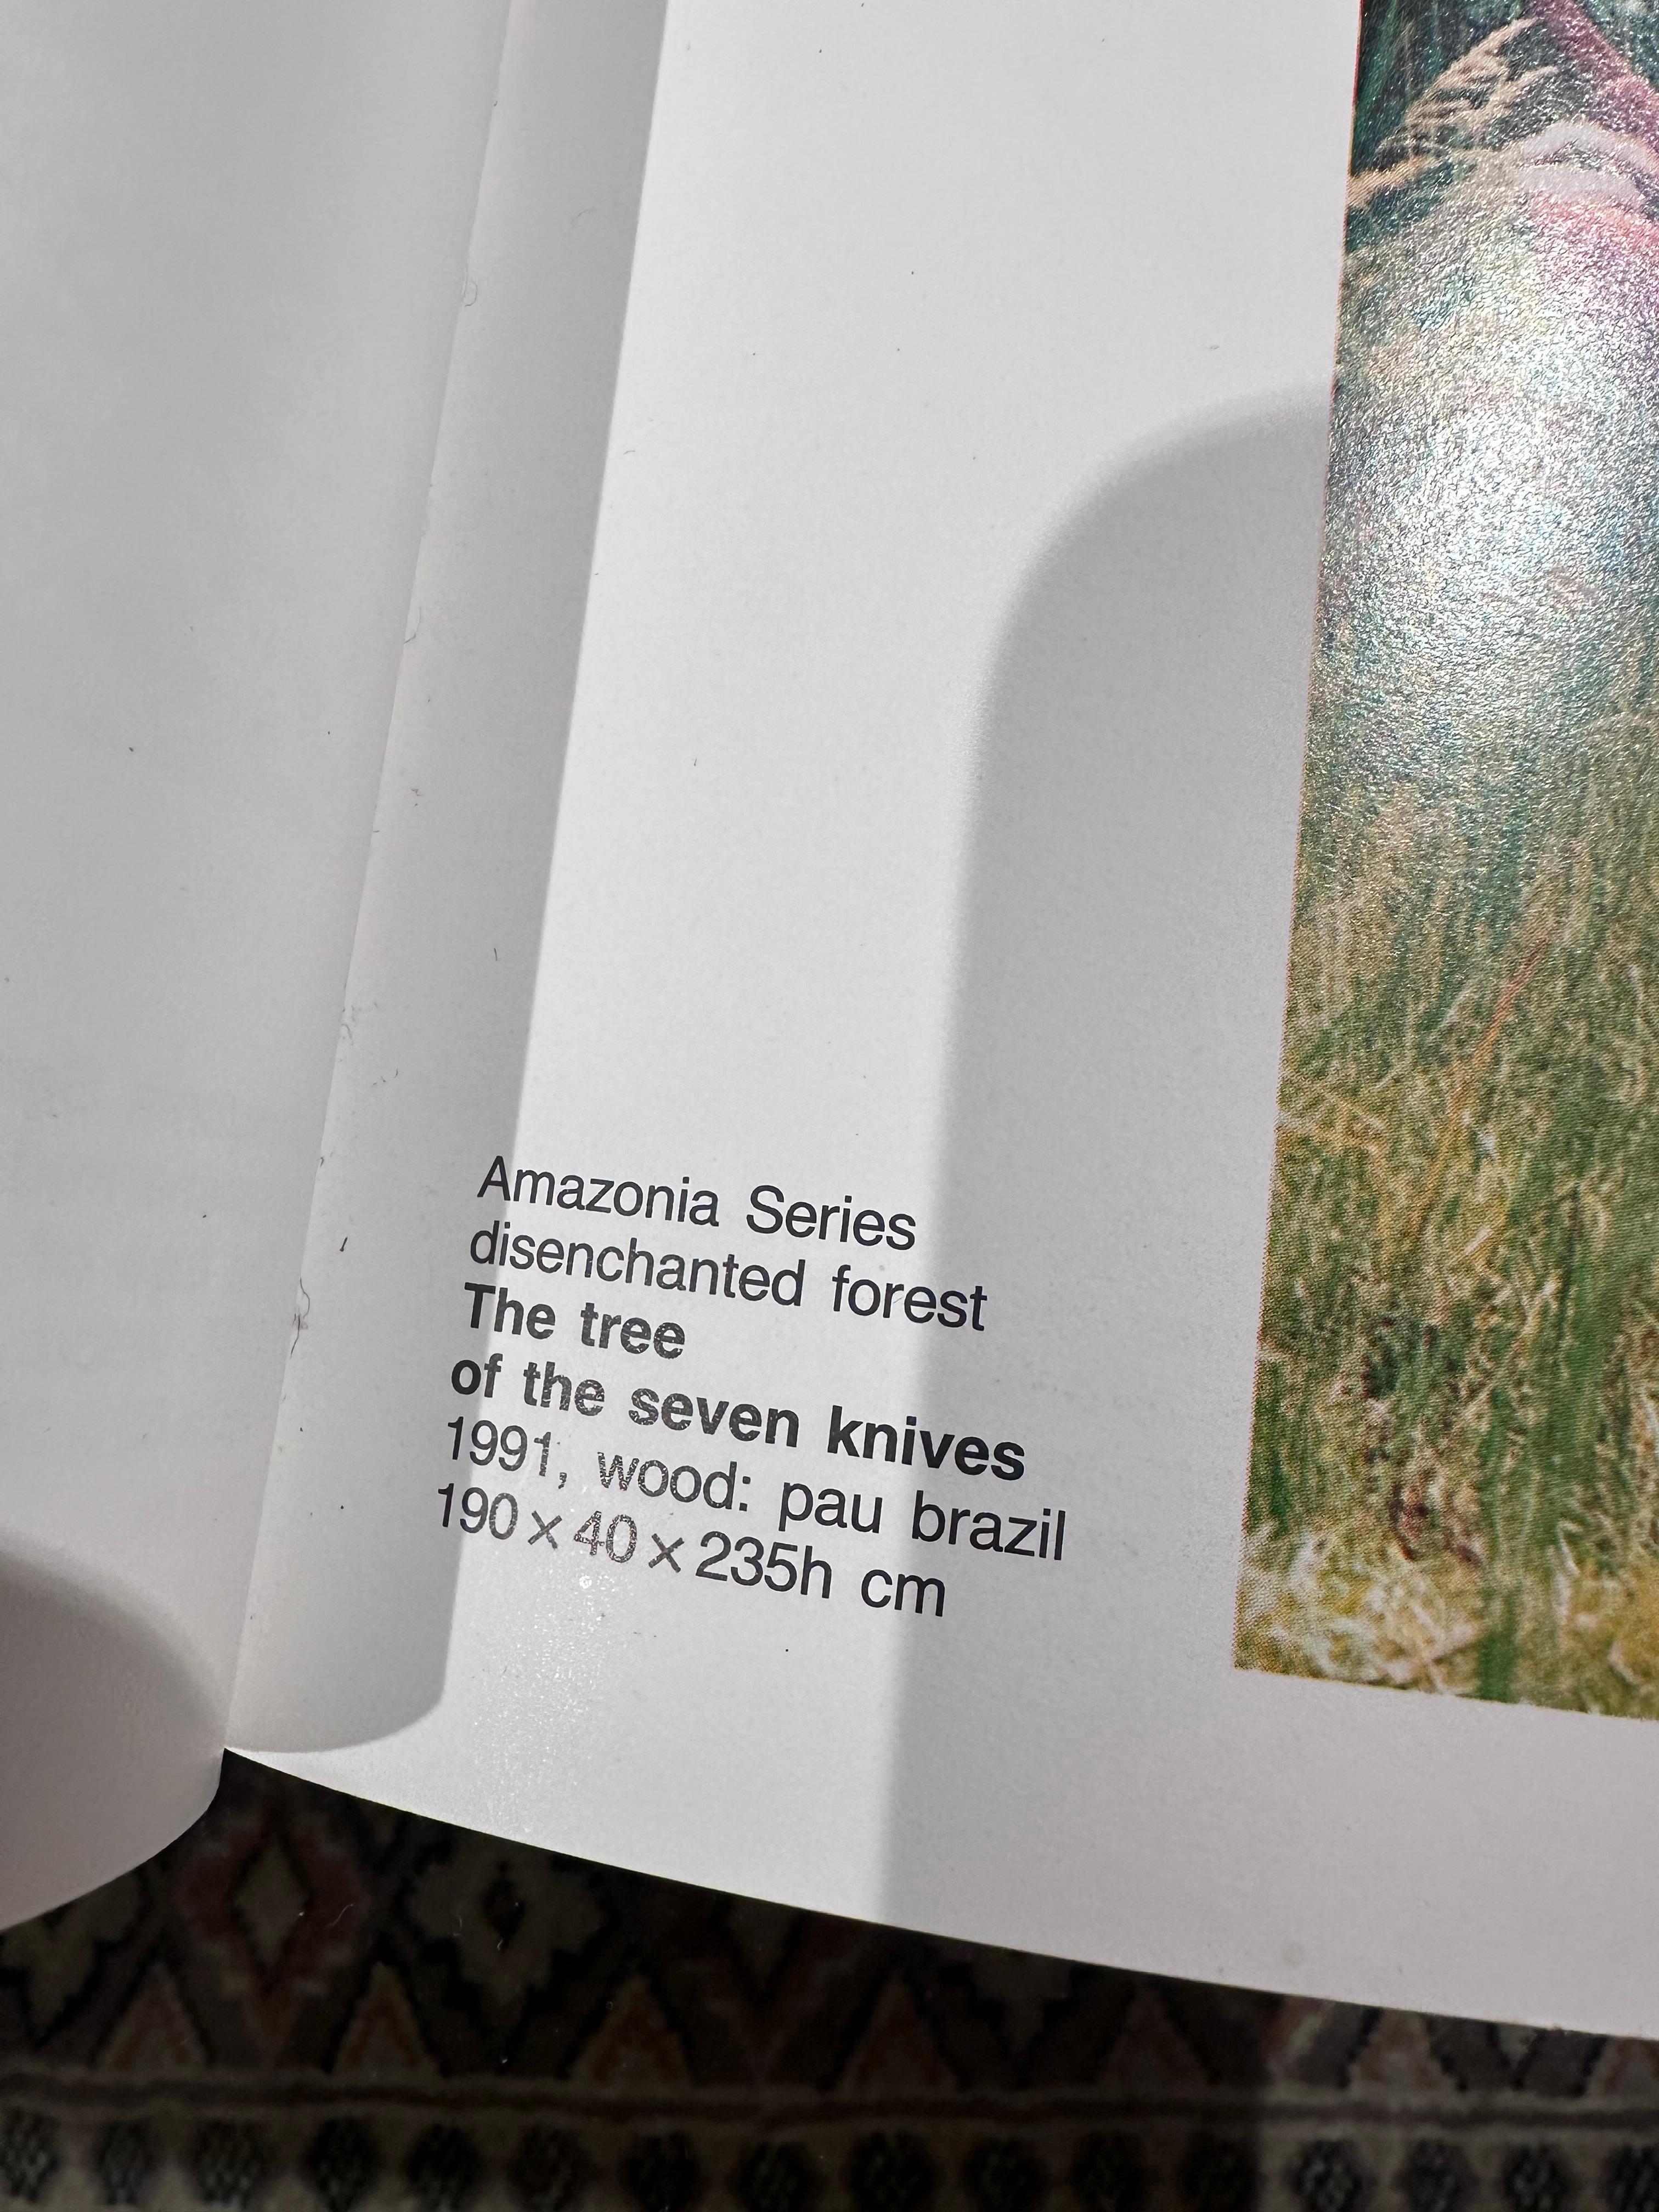 Amazonia Series
disenchanted forest
The tree
of the seven knives
1991, wood: pau brazil
190 × 40 × 235h cm